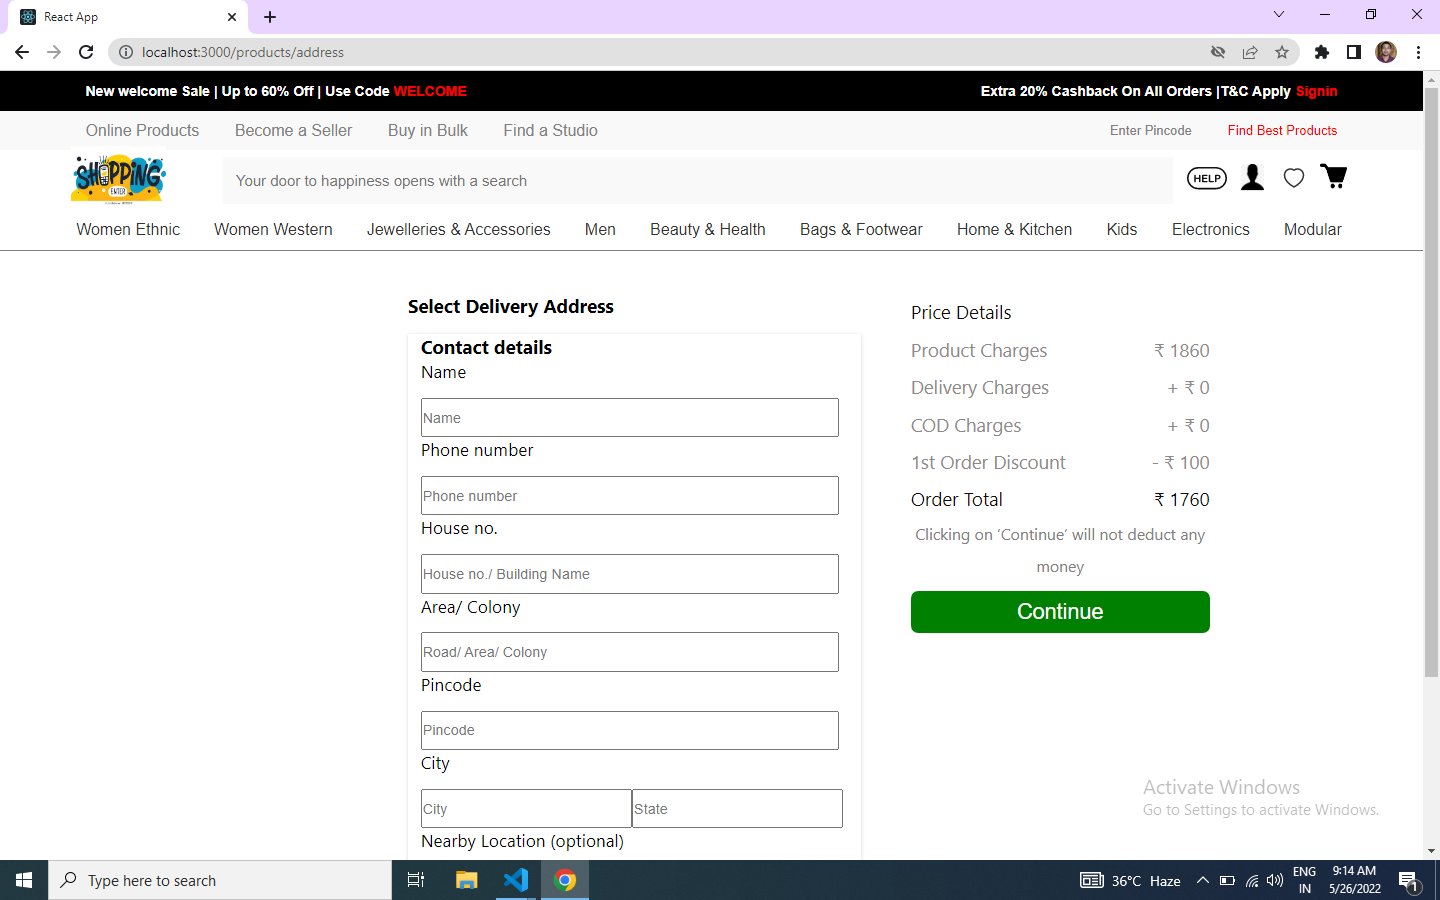 React App
localhost:3000/products/address
New welcome Sale | Up to 60% Off | Use Code WELCOME
Extra 20% Cashback On All Orders |T&C Apply Signin
Online Products Become a Seller Buy in Bulk Find a Studio
Enter Pincode Find Best Products
SHOPPING
ENTER
Your door to happiness opens with a search
HELP
Women Ethnic Women Western Jewelleries & Accessories Men Beauty & Health Bags & Footwear Home & Kitchen Kids Electronics Modular
Select Delivery Address
Contact details
Name
Name
Phone number
Phone number
House no.
House no./ Building Name
Area/ Colony
Road/ Area/ Colony
Pincode
Pincode
City
City State
Nearby Location (optional)
Price Details
Product Charges ₹ 1860
Delivery Charges + ₹ 0
COD Charges + ₹ 0
1st Order Discount - ₹ 100
Order Total ₹ 1760
Clicking on ‘Continue’ will not deduct any
money
Continue
Activate Windows
Go to Settings to activate Windows.
Type here to search
36°C Haze
ENG
IN
9:14 AM
5/26/2022
1